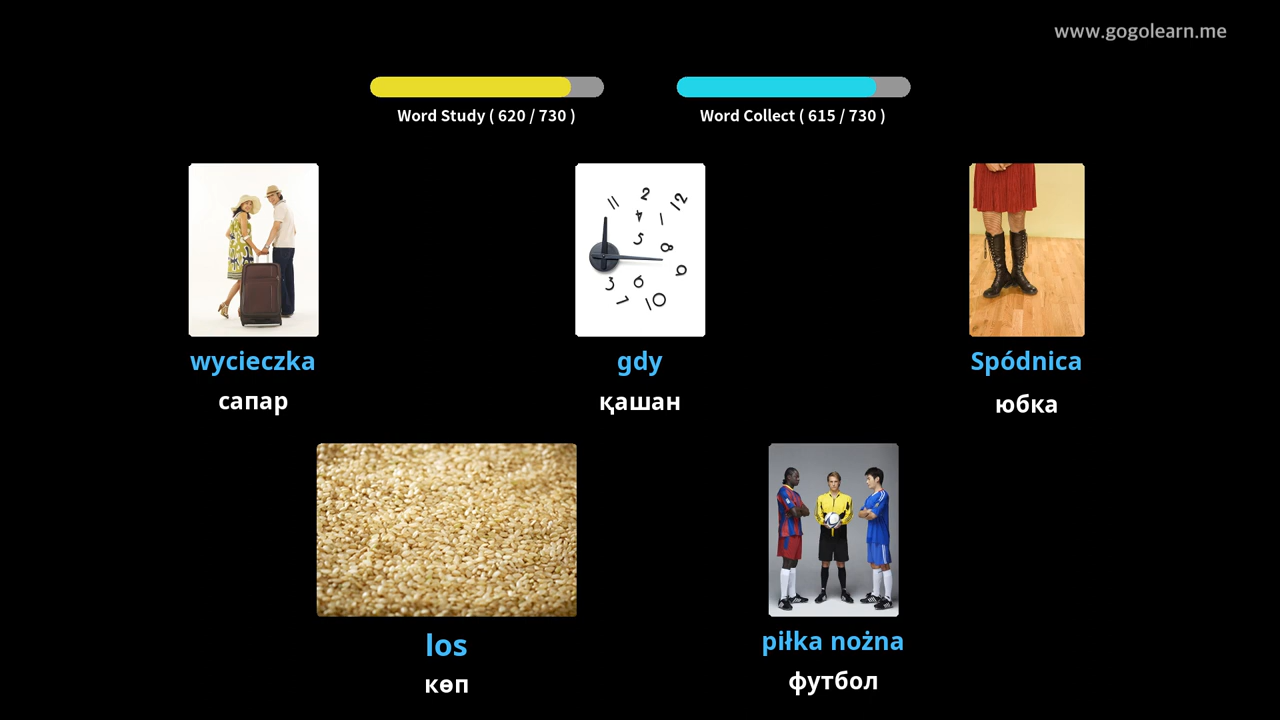 www.gogolearn.me
Word Study ( 620 / 730 )
Word Collect ( 615 / 730 )
wycieczka
сапар
gdy
қашан
Spódnica
юбка
los
көп
piłka nożna
футбол